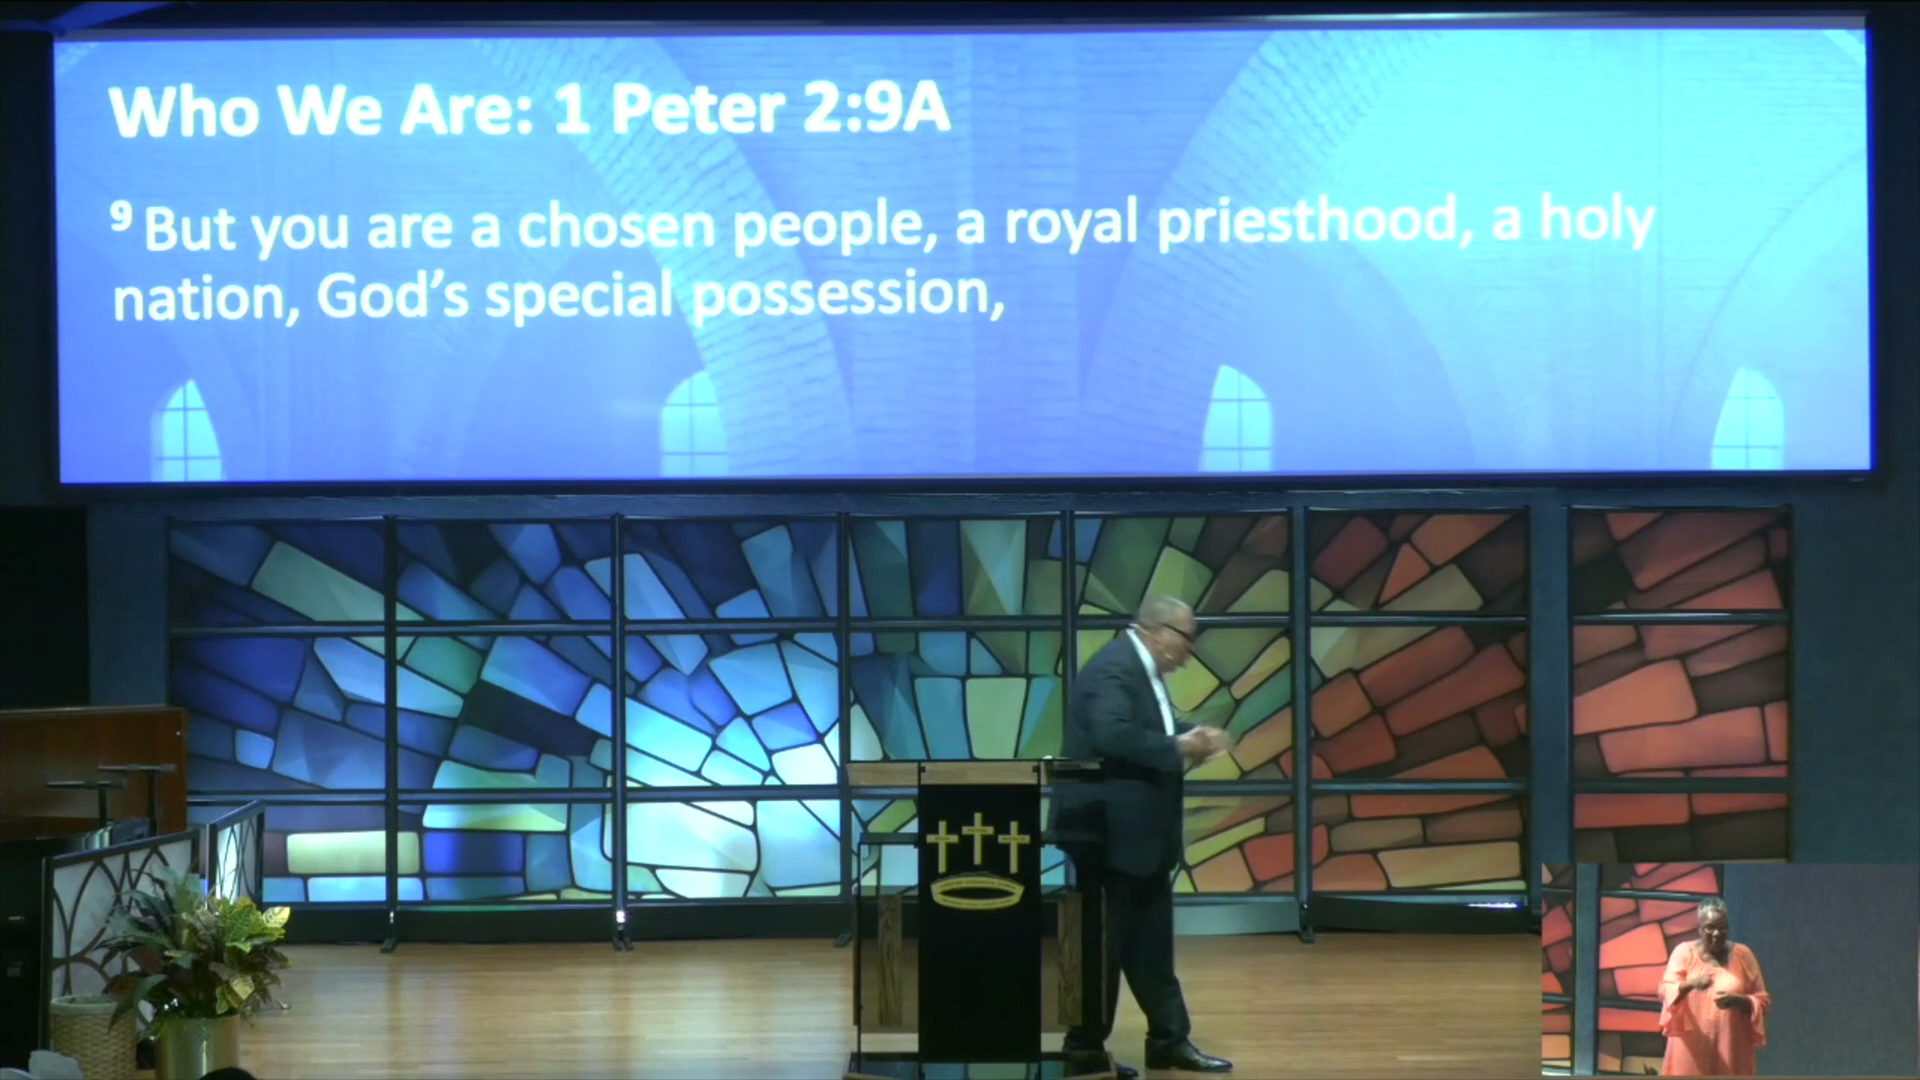 Who We Are: 1 Peter 2:9A
9 But you are a chosen people, a royal priesthood, a holy
nation, God’s special possession,